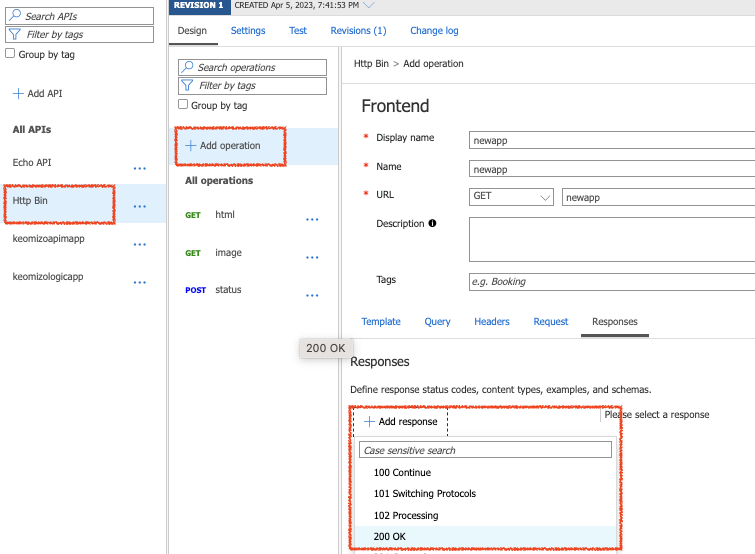 REVISION 1 CREATED Apr 5, 2023, 7:41:53 PM
Search APIs
Filter by tags
Group by tag
+ Add API
All APIs
Echo API
...
Http Bin
...
keomizoapimapp
...
keomizologicapp
...
Design Settings Test Revisions (1) Change log
Search operations
Filter by tags
Group by tag
+ Add operation
All operations
GET html ...
GET image ...
POST status ...
Http Bin > Add operation
Frontend
* Display name newapp
* Name newapp
* URL GET newapp
Description
Tags e.g. Booking
Template Query Headers Request Responses
200 OK
Responses
Define response status codes, content types, examples, and schemas.
+ Add response
Please select a response
Case sensitive search
100 Continue
101 Switching Protocols
102 Processing
200 OK